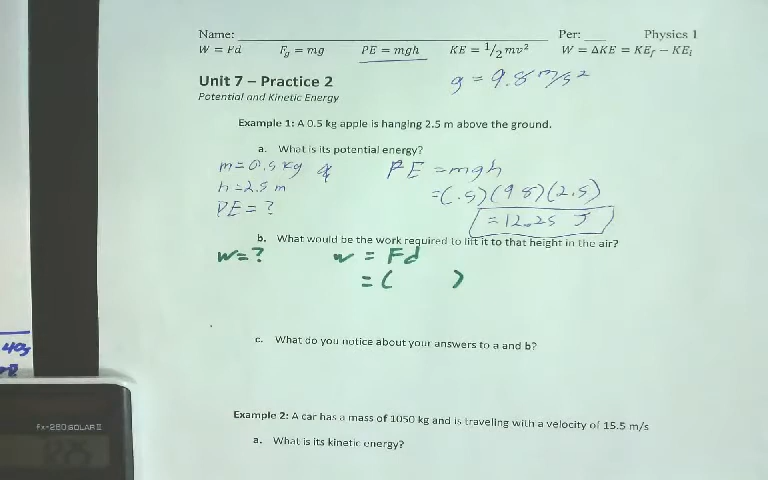 Name: Per: Physics 1
W = Fd Fg = mg PE = mgh KE = 1/2 mv² W = ΔKE = KEf – KEi
Unit 7 – Practice 2
g = 9.8 m/s²
Potential and Kinetic Energy
Example 1: A 0.5 kg apple is hanging 2.5 m above the ground.
a. What is its potential energy?
m = 0.5 kg PE = mgh
h = 2.5 m = (.5)(9.8)(2.5)
PE = ? = 12.25 J
b. What would be the work required to lift it to that height in the air?
W = ? w = Fd
= ( )
c. What do you notice about your answers to a and b?
Example 2: A car has a mass of 1050 kg and is traveling with a velocity of 15.5 m/s
a. What is its kinetic energy?
fx-260 SOLAR II